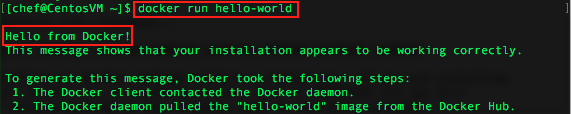 [[chef@CentosVM ~]$ docker run hello-world
Hello from Docker!
This message shows that your installation appears to be working correctly.
To generate this message, Docker took the following steps:
1. The Docker client contacted the Docker daemon.
2. The Docker daemon pulled the "hello-world" image from the Docker Hub.